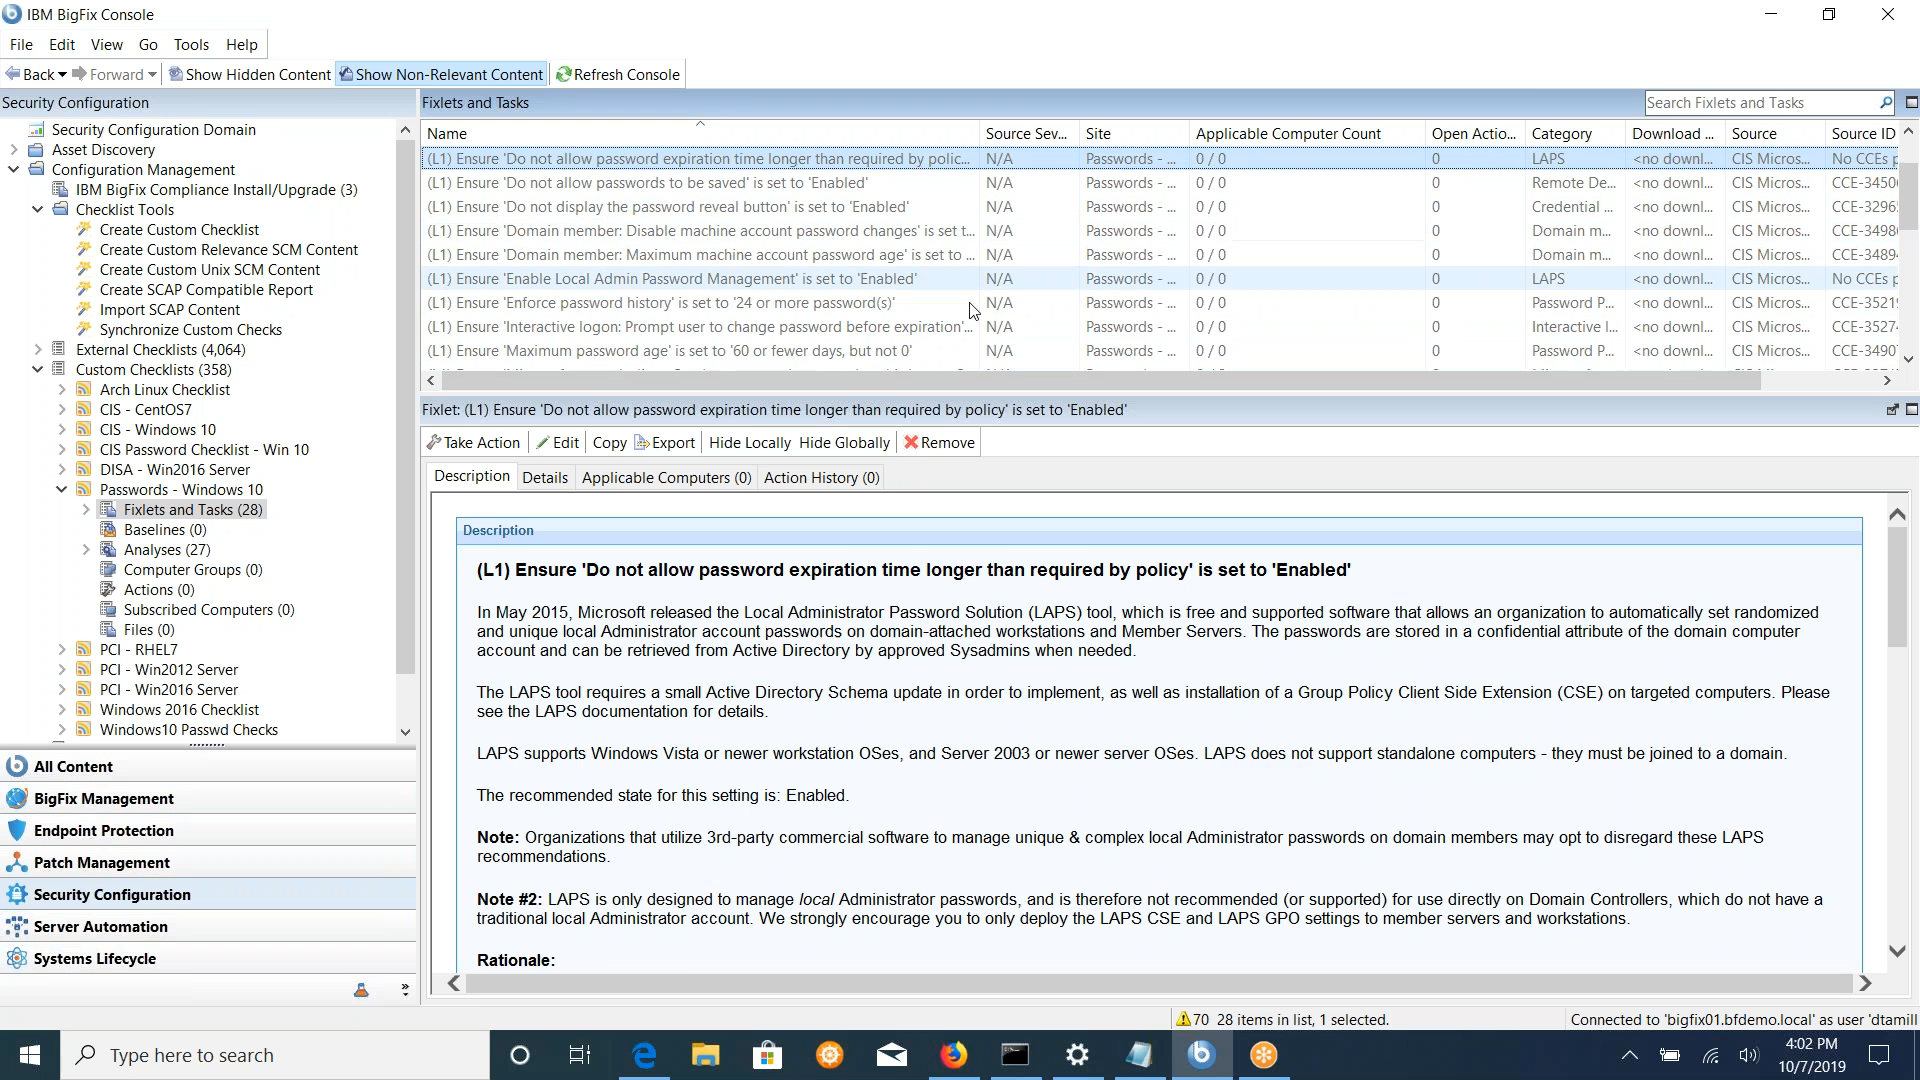 IBM BigFix Console
File Edit View Go Tools Help
Back Forward Show Hidden Content Show Non-Relevant Content Refresh Console
Security Configuration
Security Configuration Domain
Asset Discovery
Configuration Management
IBM BigFix Compliance Install/Upgrade (3)
Checklist Tools
Create Custom Checklist
Create Custom Relevance SCM Content
Create Custom Unix SCM Content
Create SCAP Compatible Report
Import SCAP Content
Synchronize Custom Checks
External Checklists (4,064)
Custom Checklists (358)
Arch Linux Checklist
CIS - CentOS7
CIS - Windows 10
CIS Password Checklist - Win 10
DISA - Win2016 Server
Passwords - Windows 10
Fixlets and Tasks (28)
Baselines (0)
Analyses (27)
Computer Groups (0)
Actions (0)
Subscribed Computers (0)
Files (0)
PCI - RHEL7
PCI - Win2012 Server
PCI - Win2016 Server
Windows 2016 Checklist
Windows10 Passwd Checks
All Content
BigFix Management
Endpoint Protection
Patch Management
Security Configuration
Server Automation
Systems Lifecycle
Fixlets and Tasks Search Fixlets and Tasks
Name Source Sev... Site Applicable Computer Count Open Actio... Category Download ... Source Source ID
(L1) Ensure 'Do not allow password expiration time longer than required by polic... N/A Passwords - ... 0 / 0 0 LAPS <no downl... CIS Micros... No CCEs
(L1) Ensure 'Do not allow passwords to be saved' is set to 'Enabled' N/A Passwords - ... 0 / 0 0 Remote De... <no downl... CIS Micros... CCE-3450
(L1) Ensure 'Do not display the password reveal button' is set to 'Enabled' N/A Passwords - ... 0 / 0 0 Credential ... <no downl... CIS Micros... CCE-3296
(L1) Ensure 'Domain member: Disable machine account password changes' is set t... N/A Passwords - ... 0 / 0 0 Domain m... <no downl... CIS Micros... CCE-3498
(L1) Ensure 'Domain member: Maximum machine account password age' is set to ... N/A Passwords - ... 0 / 0 0 Domain m... <no downl... CIS Micros... CCE-3489
(L1) Ensure 'Enable Local Admin Password Management' is set to 'Enabled' N/A Passwords - ... 0 / 0 0 LAPS <no downl... CIS Micros... No CCEs
(L1) Ensure 'Enforce password history' is set to '24 or more password(s)' N/A Passwords - ... 0 / 0 0 Password P... <no downl... CIS Micros... CCE-3521
(L1) Ensure 'Interactive logon: Prompt user to change password before expiration'... N/A Passwords - ... 0 / 0 0 Interactive l... <no downl... CIS Micros... CCE-3527
(L1) Ensure 'Maximum password age' is set to '60 or fewer days, but not 0' N/A Passwords - ... 0 / 0 0 Password P... <no downl... CIS Micros... CCE-3490
Fixlet: (L1) Ensure 'Do not allow password expiration time longer than required by policy' is set to 'Enabled'
Take Action Edit Copy Export Hide Locally Hide Globally Remove
Description Details Applicable Computers (0) Action History (0)
Description
(L1) Ensure 'Do not allow password expiration time longer than required by policy' is set to 'Enabled'
In May 2015, Microsoft released the Local Administrator Password Solution (LAPS) tool, which is free and supported software that allows an organization to automatically set randomized
and unique local Administrator account passwords on domain-attached workstations and Member Servers. The passwords are stored in a confidential attribute of the domain computer
account and can be retrieved from Active Directory by approved Sysadmins when needed.
The LAPS tool requires a small Active Directory Schema update in order to implement, as well as installation of a Group Policy Client Side Extension (CSE) on targeted computers. Please
see the LAPS documentation for details.
LAPS supports Windows Vista or newer workstation OSes, and Server 2003 or newer server OSes. LAPS does not support standalone computers - they must be joined to a domain.
The recommended state for this setting is: Enabled.
Note: Organizations that utilize 3rd-party commercial software to manage unique & complex local Administrator passwords on domain members may opt to disregard these LAPS
recommendations.
Note #2: LAPS is only designed to manage local Administrator passwords, and is therefore not recommended (or supported) for use directly on Domain Controllers, which do not have a
traditional local Administrator account. We strongly encourage you to only deploy the LAPS CSE and LAPS GPO settings to member servers and workstations.
Rationale:
70 28 items in list, 1 selected. Connected to 'bigfix01.bfdemo.local' as user 'dtamill
Type here to search
4:02 PM
10/7/2019